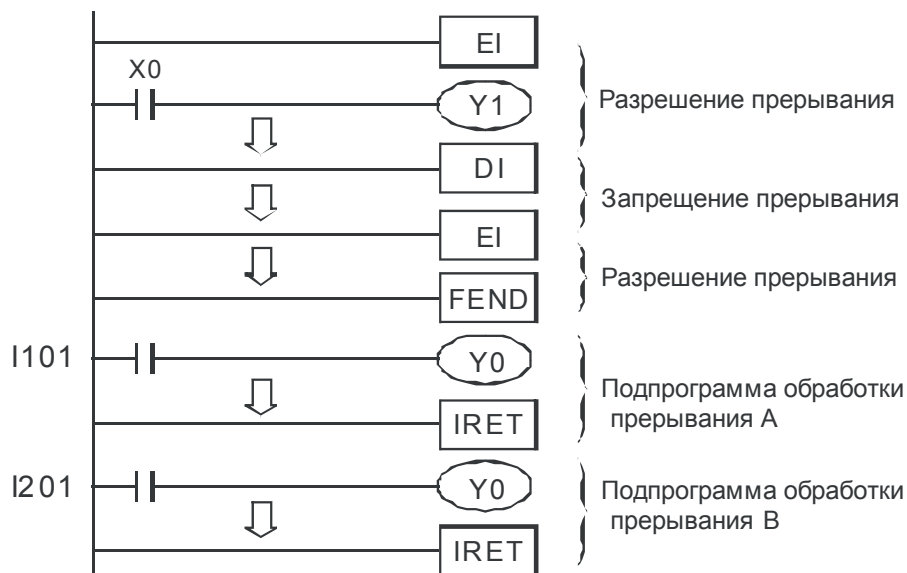 EI
X0
Y1
Разрешение прерывания
DI
Запрещение прерывания
EI
Разрешение прерывания
FEND
I101
Y0
Подпрограмма обработки
прерывания A
IRET
I201
Y0
Подпрограмма обработки
прерывания B
IRET